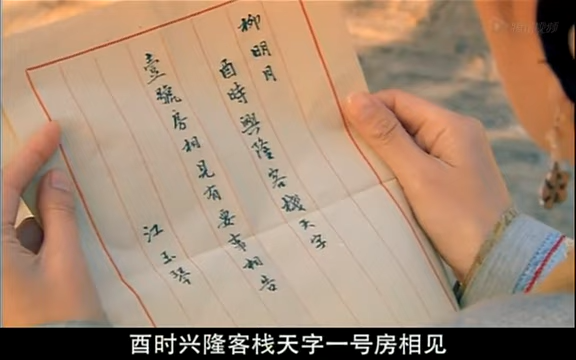 柳明月
酉時興隆客棧天字
壹號房相見有要事相告
江玉琴
酉时兴隆客栈天字一号房相见